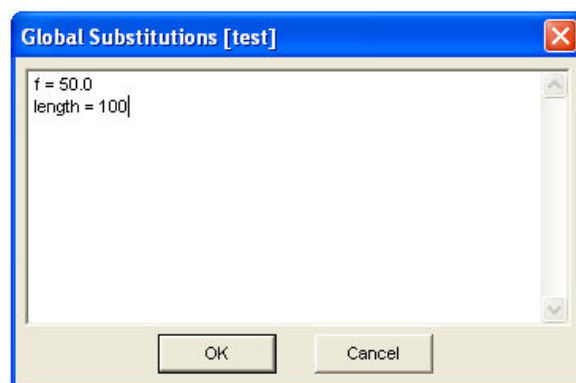 Global Substitutions [test]
f = 50.0
length = 100
OK
Cancel